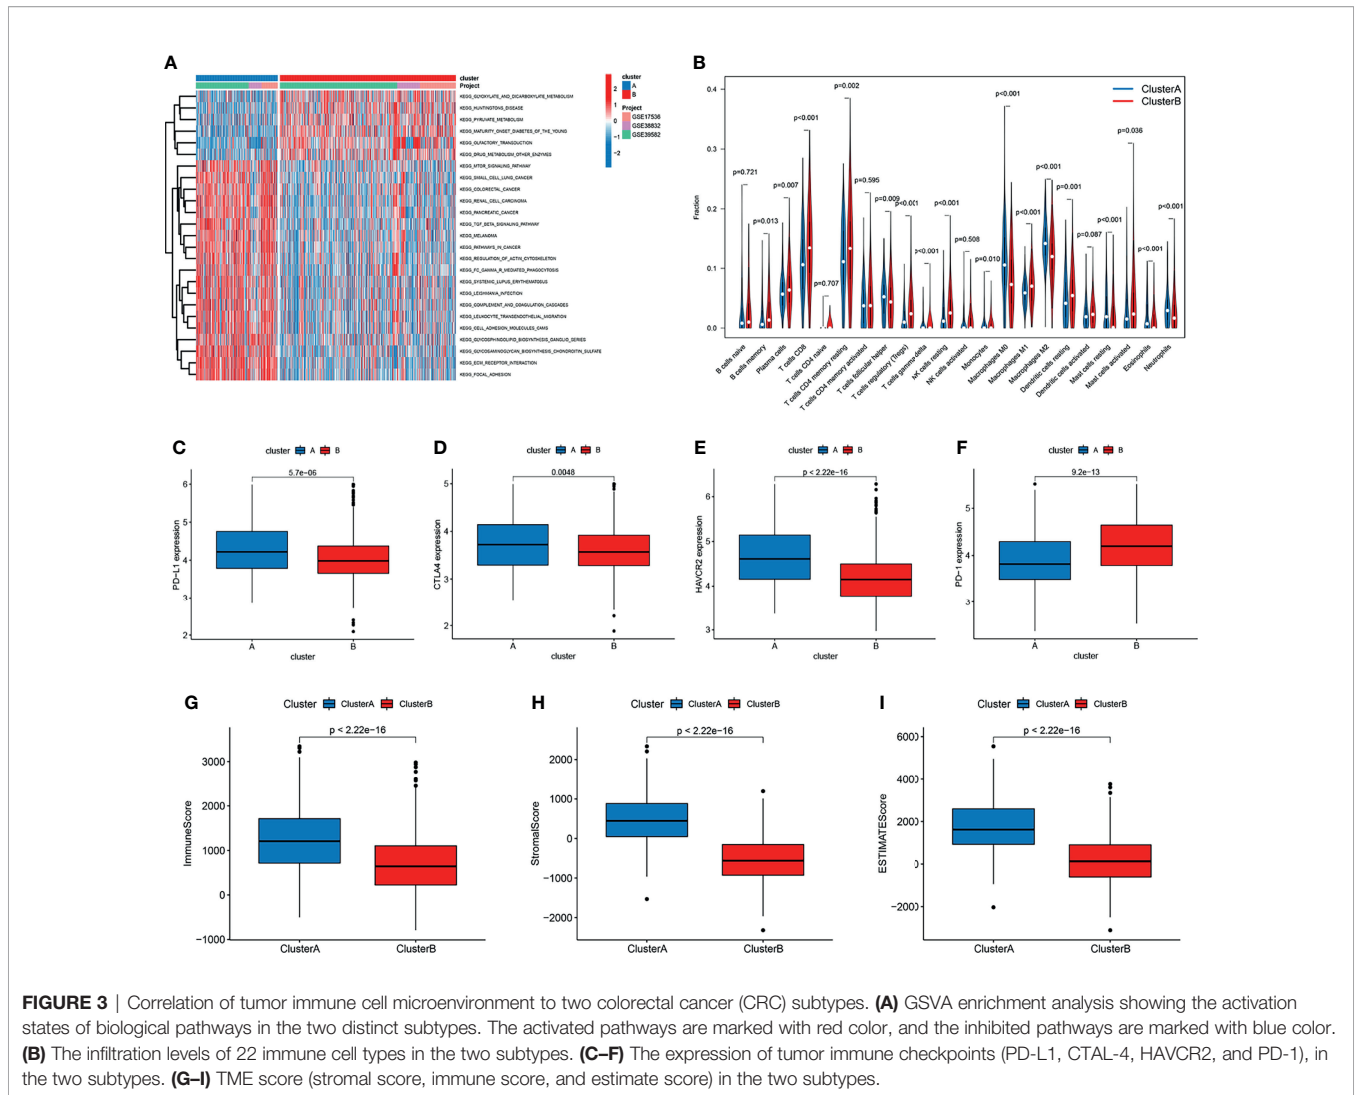 A
cluster
Project
KEGG_GLYOXYLATE_AND_DICARBOXYLATE_METABOLISM
KEGG_HUNTINGTONS_DISEASE
KEGG_PYRUVATE_METABOLISM
KEGG_MATURITY_ONSET_DIABETES_OF_THE_YOUNG
KEGG_OLFACTORY_TRANSDUCTION
KEGG_DRUG_METABOLISM_OTHER_ENZYMES
KEGG_MTOR_SIGNALING_PATHWAY
KEGG_SMALL_CELL_LUNG_CANCER
KEGG_COLORECTAL_CANCER
KEGG_RENAL_CELL_CARCINOMA
KEGG_PANCREATIC_CANCER
KEGG_TGF_BETA_SIGNALING_PATHWAY
KEGG_MELANOMA
KEGG_PATHWAYS_IN_CANCER
KEGG_REGULATION_OF_ACTIN_CYTOSKELETON
KEGG_FC_GAMMA_R_MEDIATED_PHAGOCYTOSIS
KEGG_SYSTEMIC_LUPUS_ERYTHEMATOSUS
KEGG_LEISHMANIA_INFECTION
KEGG_COMPLEMENT_AND_COAGULATION_CASCADES
KEGG_LEUKOCYTE_TRANSENDOTHELIAL_MIGRATION
KEGG_CELL_ADHESION_MOLECULES_CAMS
KEGG_GLYCOSPHINGOLIPID_BIOSYNTHESIS_GANGLIO_SERIES
KEGG_GLYCOSAMINOGLYCAN_BIOSYNTHESIS_CHONDROITIN_SULFATE
KEGG_ECM_RECEPTOR_INTERACTION
KEGG_FOCAL_ADHESION
2
1
0
−1
−2
cluster
A
B
Project
GSE17536
GSE38832
GSE39582
B
ClusterA
ClusterB
Fraction
0.4
0.3
0.2
0.1
0.0
p=0.721
p=0.013
p=0.007
p<0.001
p=0.707
p=0.002
p=0.595
p=0.009
p<0.001
p<0.001
p<0.001
p=0.508
p=0.010
p<0.001
p<0.001
p<0.001
p=0.001
p=0.087
p<0.001
p=0.036
p<0.001
p=0.183
B cells naive
B cells memory
Plasma cells
T cells CD8
T cells CD4 naive
T cells CD4 memory resting
T cells CD4 memory activated
T cells follicular helper
T cells regulatory (Tregs)
T cells gamma delta
NK cells resting
NK cells activated
Monocytes
Macrophages M0
Macrophages M1
Macrophages M2
Dendritic cells resting
Dendritic cells activated
Mast cells resting
Mast cells activated
Eosinophils
Neutrophils
C
cluster A B
5.7e−06
PD−L1 expression
6
5
4
3
2
A B
cluster
D
cluster A B
0.0048
CTLA4 expression
5
4
3
2
A B
cluster
E
cluster A B
p < 2.22e−16
HAVCR2 expression
6
5
4
3
A B
cluster
F
cluster A B
9.2e−13
PD−1 expression
5
4
3
A B
cluster
G
Cluster ClusterA ClusterB
p < 2.22e−16
ImmuneScore
3000
2000
1000
0
−1000
ClusterA ClusterB
H
Cluster ClusterA ClusterB
p < 2.22e−16
StromalScore
2000
1000
0
−1000
−2000
ClusterA ClusterB
I
Cluster ClusterA ClusterB
p < 2.22e−16
ESTIMATEScore
6000
4000
2000
0
−2000
ClusterA ClusterB
FIGURE 3 | Correlation of tumor immune cell microenvironment to two colorectal cancer (CRC) subtypes. (A) GSVA enrichment analysis showing the activation
states of biological pathways in the two distinct subtypes. The activated pathways are marked with red color, and the inhibited pathways are marked with blue color.
(B) The infiltration levels of 22 immune cell types in the two subtypes. (C–F) The expression of tumor immune checkpoints (PD-L1, CTAL-4, HAVCR2, and PD-1), in
the two subtypes. (G–I) TME score (stromal score, immune score, and estimate score) in the two subtypes.